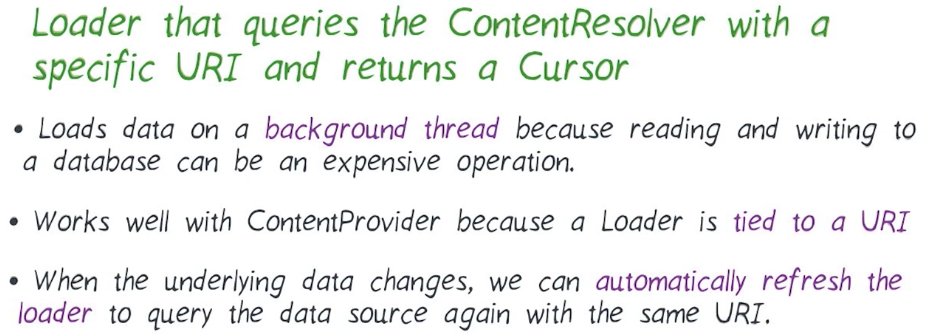 Loader that queries the ContentResolver with a
specific URI and returns a Cursor
• Loads data on a background thread because reading and writing to
a database can be an expensive operation.
• Works well with ContentProvider because a Loader is tied to a URI
• When the underlying data changes, we can automatically refresh the
loader to query the data source again with the same URI.